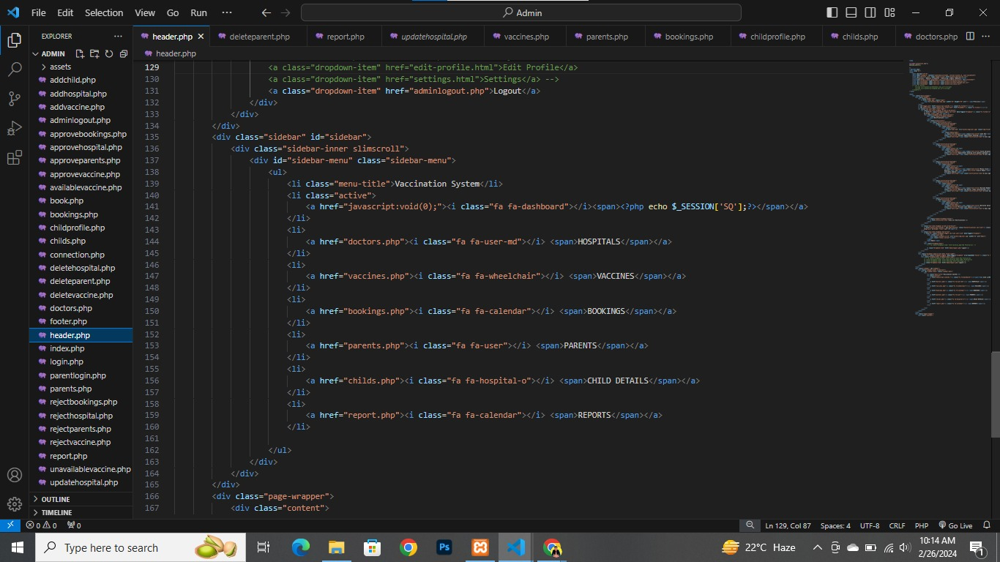 File Edit Selection View Go Run ··· Admin
EXPLORER ···
header.php deleteparent.php report.php updatehospital.php vaccines.php parents.php bookings.php childprofile.php childs.php doctors.php ···
ADMIN
header.php
assets
addchild.php
addhospital.php
addvaccine.php
adminlogout.php
approvebookings.php
approvehospital.php
approveparents.php
approvevaccine.php
availablevaccine.php
book.php
bookings.php
childprofile.php
childs.php
connection.php
deletehospital.php
deleteparent.php
deletevaccine.php
doctors.php
footer.php
header.php
index.php
login.php
parentlogin.php
parents.php
rejectbookings.php
rejecthospital.php
rejectparents.php
rejectvaccine.php
report.php
unavailablevaccine.php
updatehospital.php
OUTLINE
TIMELINE
129 <a class="dropdown-item" href="edit-profile.html">Edit Profile</a>
130 <a class="dropdown-item" href="settings.html">Settings</a> -->
131 <a class="dropdown-item" href="adminlogout.php">Logout</a>
132 </div>
133 </div>
134 </div>
135 <div class="sidebar" id="sidebar">
136 <div class="sidebar-inner slimscroll">
137 <div id="sidebar-menu" class="sidebar-menu">
138 <ul>
139 <li class="menu-title">Vaccination System</li>
140 <li class="active">
141 <a href="javascript:void(0);"><i class="fa fa-dashboard"></i><span><?php echo $_SESSION['SQ'];?></span></a>
142 </li>
143 <li>
144 <a href="doctors.php"><i class="fa fa-user-md"></i> <span>HOSPITALS</span></a>
145 </li>
146 <li>
147 <a href="vaccines.php"><i class="fa fa-wheelchair"></i> <span>VACCINES</span></a>
148 </li>
149 <li>
150 <a href="bookings.php"><i class="fa fa-calendar"></i> <span>BOOKINGS</span></a>
151 </li>
152 <li>
153 <a href="parents.php"><i class="fa fa-user"></i> <span>PARENTS</span></a>
154 </li>
155 <li>
156 <a href="childs.php"><i class="fa fa-hospital-o"></i> <span>CHILD DETAILS</span></a>
157 </li>
158 <li>
159 <a href="report.php"><i class="fa fa-calendar"></i> <span>REPORTS</span></a>
160 </li>
161
162 </ul>
163 </div>
164 </div>
165 </div>
166 <div class="page-wrapper">
167 <div class="content">
0 0 0 Ln 129, Col 87 Spaces: 4 UTF-8 CRLF PHP Go Live
Type here to search Ps 22°C Haze 10:14 AM
2/26/2024 1